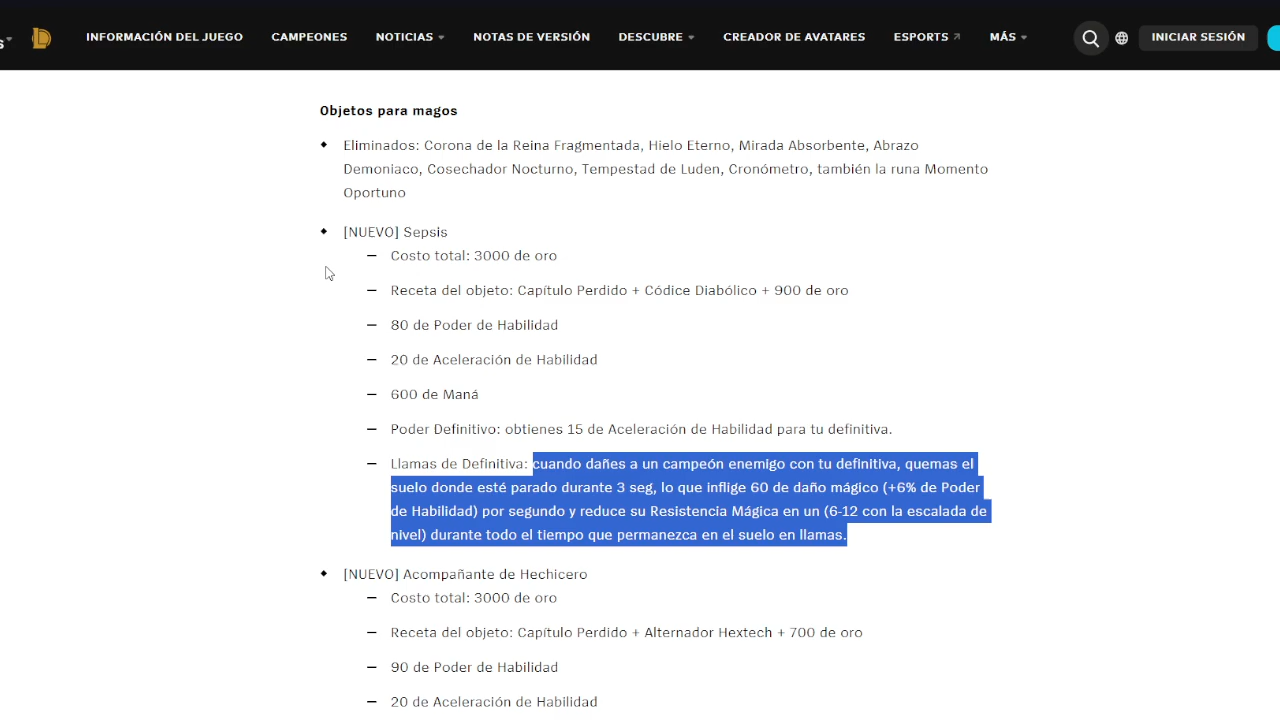 s
INFORMACIÓN DEL JUEGO CAMPEONES NOTICIAS NOTAS DE VERSIÓN DESCUBRE CREADOR DE AVATARES ESPORTS MÁS INICIAR SESIÓN
Objetos para magos
Eliminados: Corona de la Reina Fragmentada, Hielo Eterno, Mirada Absorbente, Abrazo
Demoniaco, Cosechador Nocturno, Tempestad de Luden, Cronómetro, también la runa Momento
Oportuno
[NUEVO] Sepsis
— Costo total: 3000 de oro
— Receta del objeto: Capítulo Perdido + Códice Diabólico + 900 de oro
— 80 de Poder de Habilidad
— 20 de Aceleración de Habilidad
— 600 de Maná
— Poder Definitivo: obtienes 15 de Aceleración de Habilidad para tu definitiva.
— Llamas de Definitiva: cuando dañes a un campeón enemigo con tu definitiva, quemas el
suelo donde esté parado durante 3 seg, lo que inflige 60 de daño mágico (+6% de Poder
de Habilidad) por segundo y reduce su Resistencia Mágica en un (6-12 con la escalada de
nivel) durante todo el tiempo que permanezca en el suelo en llamas.
[NUEVO] Acompañante de Hechicero
— Costo total: 3000 de oro
— Receta del objeto: Capítulo Perdido + Alternador Hextech + 700 de oro
— 90 de Poder de Habilidad
— 20 de Aceleración de Habilidad